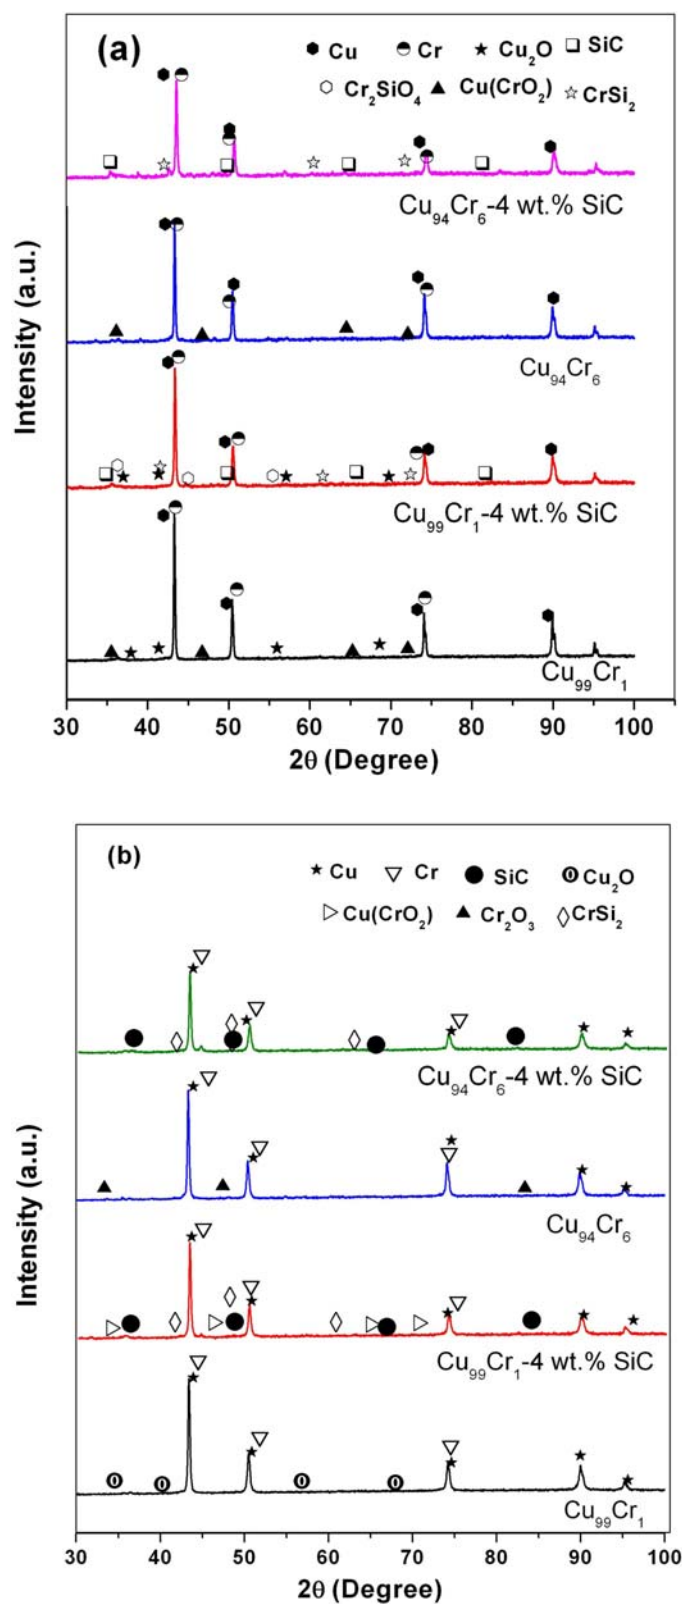 (a)
Cu Cr Cu₂O SiC
Cr₂SiO₄ Cu(CrO₂) CrSi₂
Cu₉₄Cr₆-4 wt.% SiC
Cu₉₄Cr₆
Cu₉₉Cr₁-4 wt.% SiC
Cu₉₉Cr₁
Intensity (a.u.)
30 40 50 60 70 80 90 100
2θ (Degree)
(b)
Cu Cr SiC Cu₂O
Cu(CrO₂) Cr₂O₃ CrSi₂
Cu₉₄Cr₆-4 wt.% SiC
Cu₉₄Cr₆
Cu₉₉Cr₁-4 wt.% SiC
Cu₉₉Cr₁
Intensity (a.u.)
30 40 50 60 70 80 90 100
2θ (Degree)